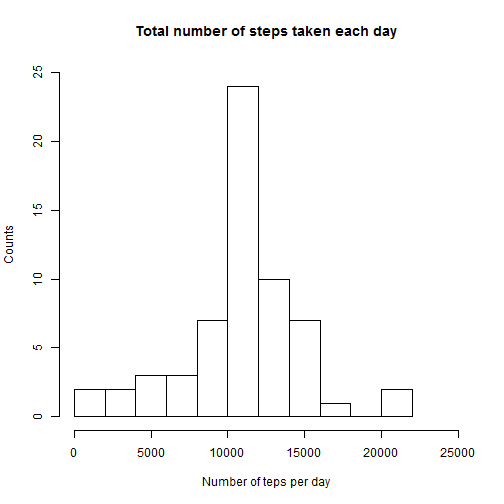 Total number of steps taken each day
Counts
25
20
15
10
5
0
0 5000 10000 15000 20000 25000
Number of teps per day